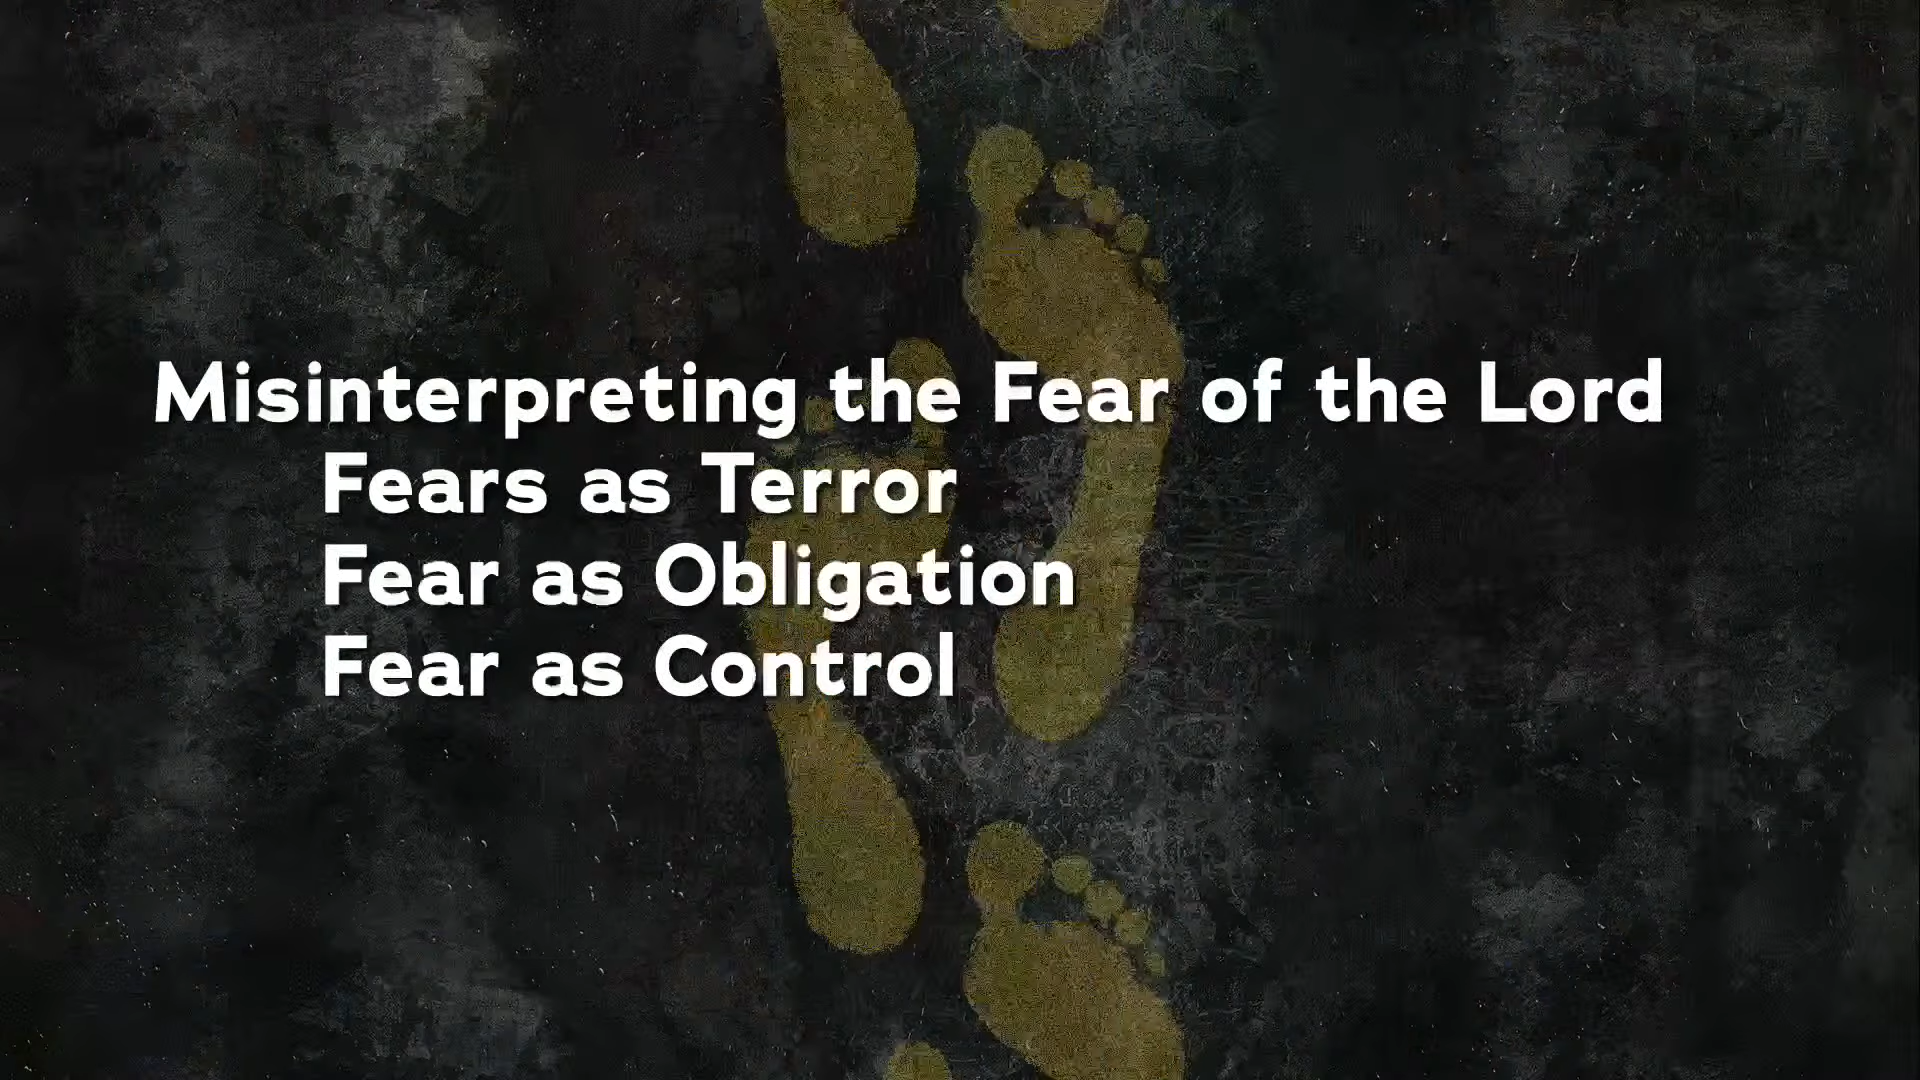 Misinterpreting the Fear of the Lord
Fears as Terror
Fear as Obligation
Fear as Control